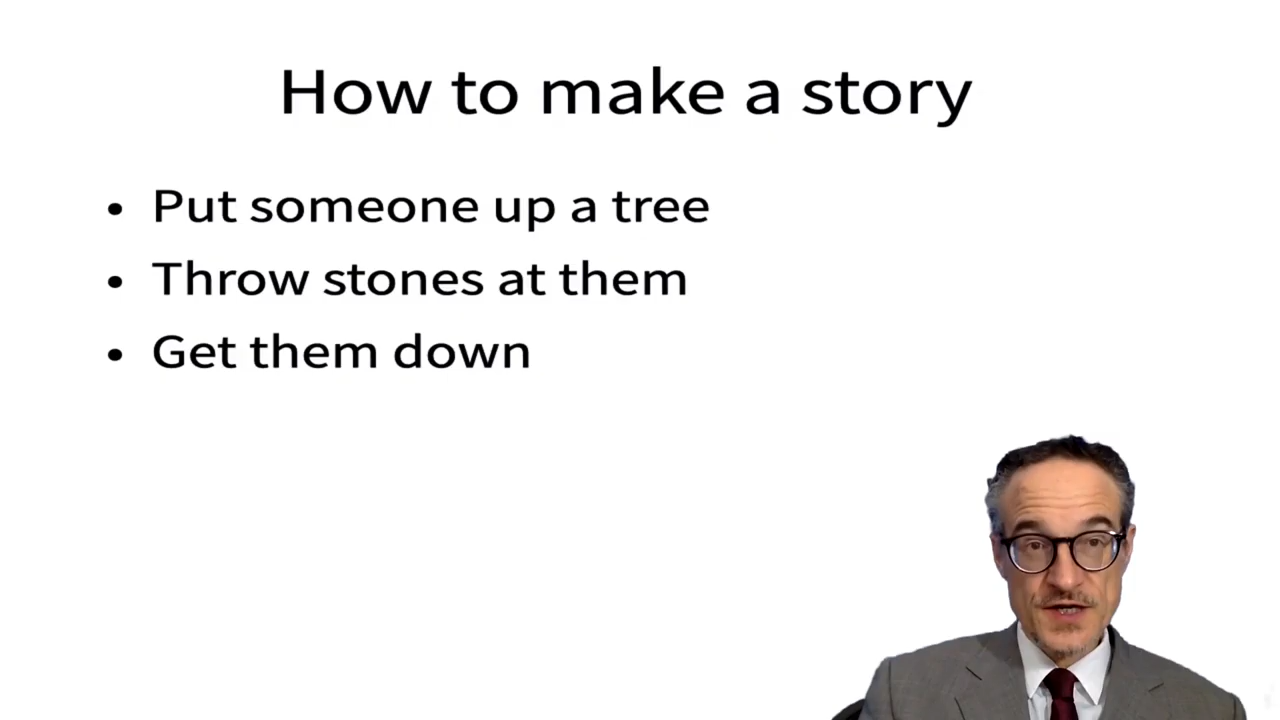 How to make a story
• Put someone up a tree
• Throw stones at them
• Get them down